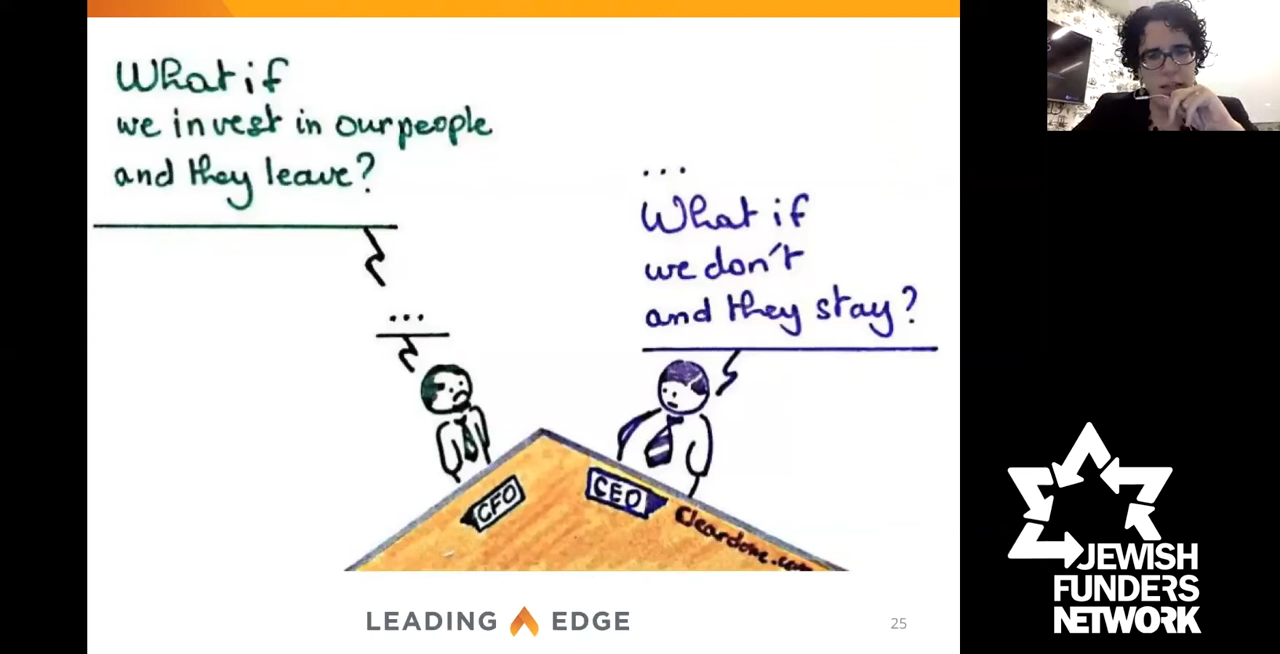 What if
we invest in our people
and they leave?
...
...
What if
we don't
and they stay?
CFO
CEO
Cleardone.com
LEADING EDGE
25
JEWISH
FUNDERS
NETWORK